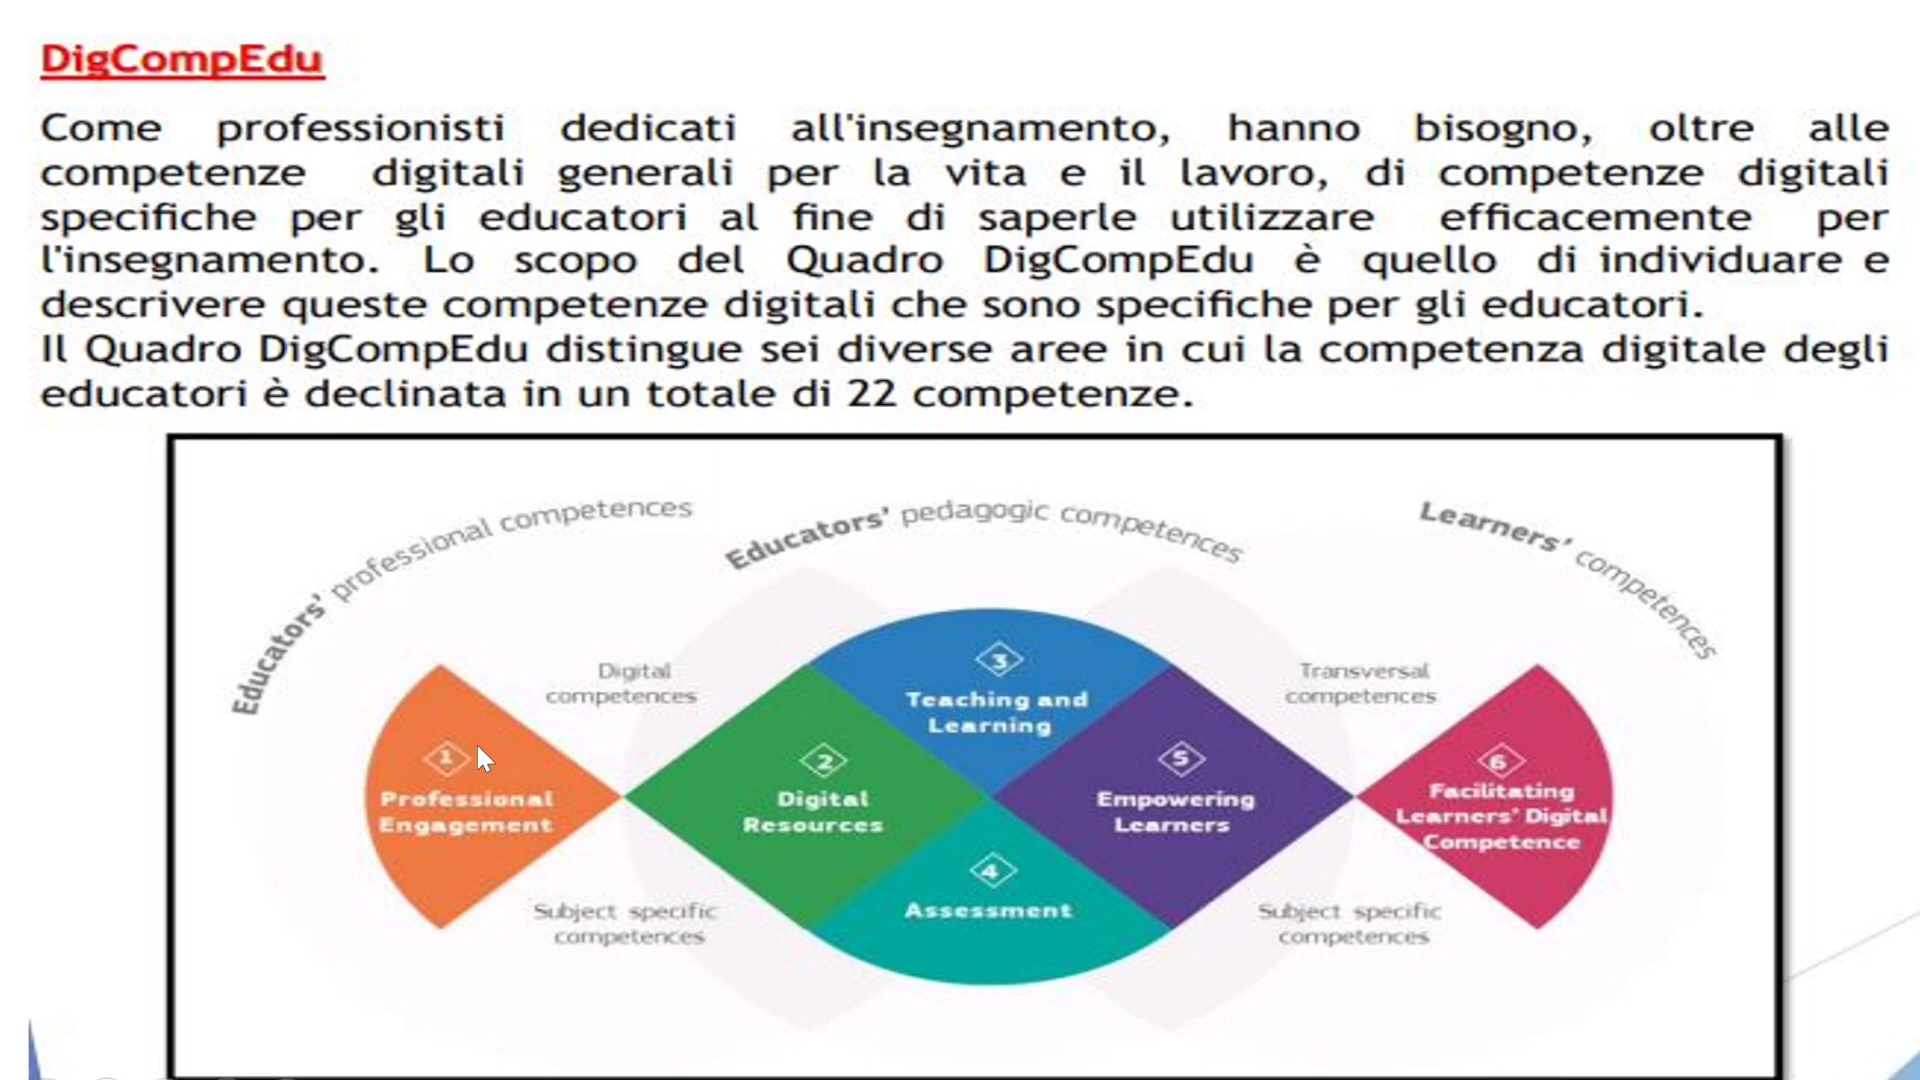 DigCompEdu
Come professionisti dedicati all'insegnamento, hanno bisogno, oltre alle
competenze digitali generali per la vita e il lavoro, di competenze digitali
specifiche per gli educatori al fine di saperle utilizzare efficacemente per
l'insegnamento. Lo scopo del Quadro DigCompEdu è quello di individuare e
descrivere queste competenze digitali che sono specifiche per gli educatori.
Il Quadro DigCompEdu distingue sei diverse aree in cui la competenza digitale degli
educatori è declinata in un totale di 22 competenze.
Educators' professional competences
Educators' pedagogic competences
Learners' competences
Digital
competences
Transversal
competences
1
Professional
Engagement
2
Digital
Resources
3
Teaching and
Learning
4
Assessment
5
Empowering
Learners
6
Facilitating
Learners' Digital
Competence
Subject specific
competences
Subject specific
competences